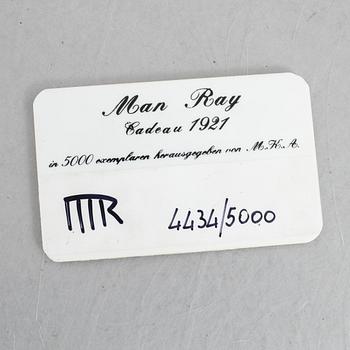 Man Ray
Cadeau 1921
in 5000 exemplaren herausgegeben von M.K.A.
MR 4434/5000